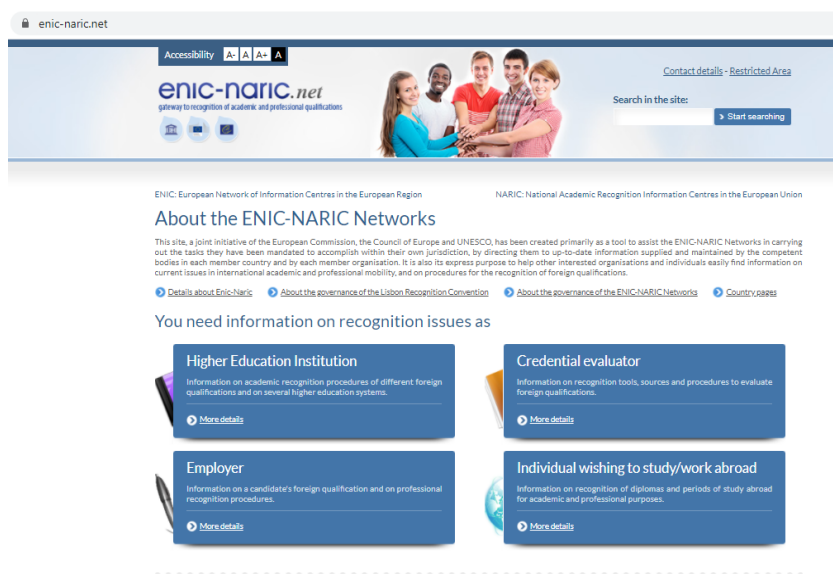 enic-naric.net
Accessibility A- A A+ A
Contact details - Restricted Area
enic-naric.net
gateway to recognition of academic and professional qualifications
Search in the site:
Start searching
ENIC: European Network of Information Centres in the European Region
NARIC: National Academic Recognition Information Centres in the European Union
About the ENIC-NARIC Networks
This site, a joint initiative of the European Commission, the Council of Europe and UNESCO, has been created primarily as a tool to assist the ENIC-NARIC Networks in carrying
out the tasks they have been mandated to accomplish within their own jurisdiction, by directing them to up-to-date information supplied and maintained by the competent
bodies in each member country and by each member organisation. It is also its express purpose to help other interested organisations and individuals easily find information on
current issues in international academic and professional mobility, and on procedures for the recognition of foreign qualifications.
Details about Enic-Naric
About the governance of the Lisbon Recognition Convention
About the governance of the ENIC-NARIC Networks
Country pages
You need information on recognition issues as
Higher Education Institution
Information on academic recognition procedures of different foreign
qualifications and on several higher education systems.
More details
Credential evaluator
Information on recognition tools, sources and procedures to evaluate
foreign qualifications.
More details
Employer
Information on a candidate's foreign qualification and on professional
recognition procedures.
More details
Individual wishing to study/work abroad
Information on recognition of diplomas and periods of study abroad
for academic and professional purposes.
More details